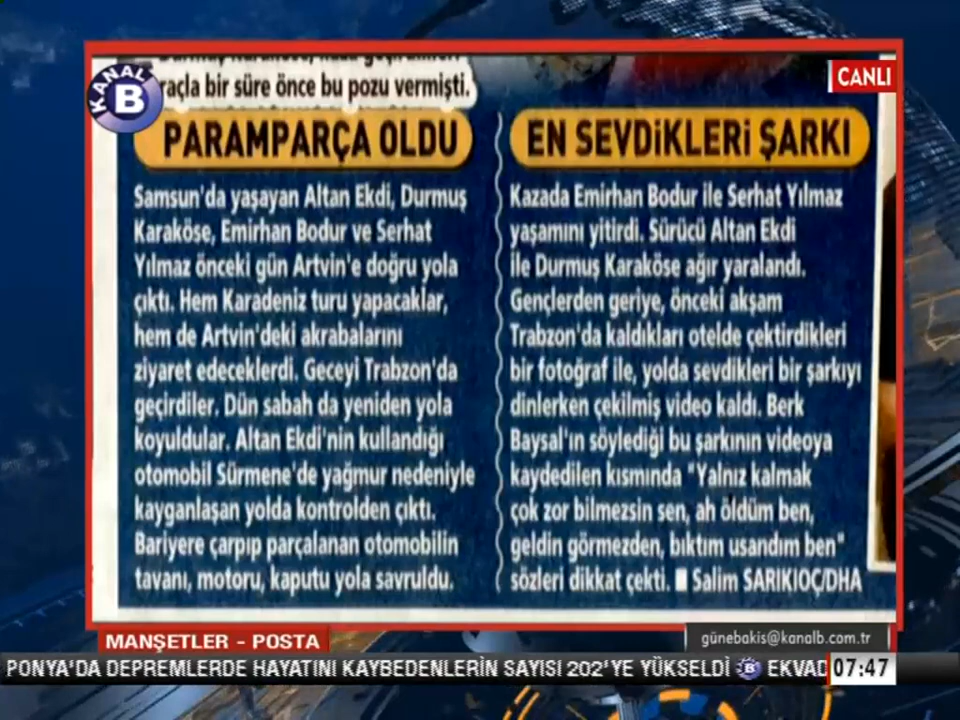 raçla bir süre önce bu pozu vermişti.
KANAL B
CANLI
PARAMPARÇA OLDU
Samsun'da yaşayan Altan Ekdi, Durmuş
Karaköse, Emirhan Bodur ve Serhat
Yılmaz önceki gün Artvin'e doğru yola
çıktı. Hem Karadeniz turu yapacaklar,
hem de Artvin'deki akrabalarını
ziyaret edeceklerdi. Geceyi Trabzon'da
geçirdiler. Dün sabah da yeniden yola
koyuldular. Altan Ekdi'nin kullandığı
otomobil Sürmene'de yağmur nedeniyle
kayganlaşan yolda kontrolden çıktı.
Bariyere çarpıp parçalanan otomobilin
tavanı, motoru, kaputu yola savruldu.
EN SEVDiKLERi ŞARKI
Kazada Emirhan Bodur ile Serhat Yılmaz
yaşamını yitirdi. Sürücü Altan Ekdi
ile Durmuş Karaköse ağır yaralandı.
Gençlerden geriye, önceki akşam
Trabzon'da kaldıkları otelde çektirdikleri
bir fotoğraf ile, yolda sevdikleri bir şarkıyı
dinlerken çekilmiş video kaldı. Berk
Baysal'ın söylediği bu şarkının videoya
kaydedilen kısmında "Yalnız kalmak
çok zor bilmezsin sen, ah öldüm ben,
geldin görmezden, bıktım usandım ben"
sözleri dikkat çekti. ■ Salim SARIKIOÇ/DHA
MANŞETLER - POSTA
günebakis@kanalb.com.tr
PONYA'DA DEPREMLERDE HAYATINI KAYBEDENLERİN SAYISI 202'YE YÜKSELDİ B EKVAD
07:47